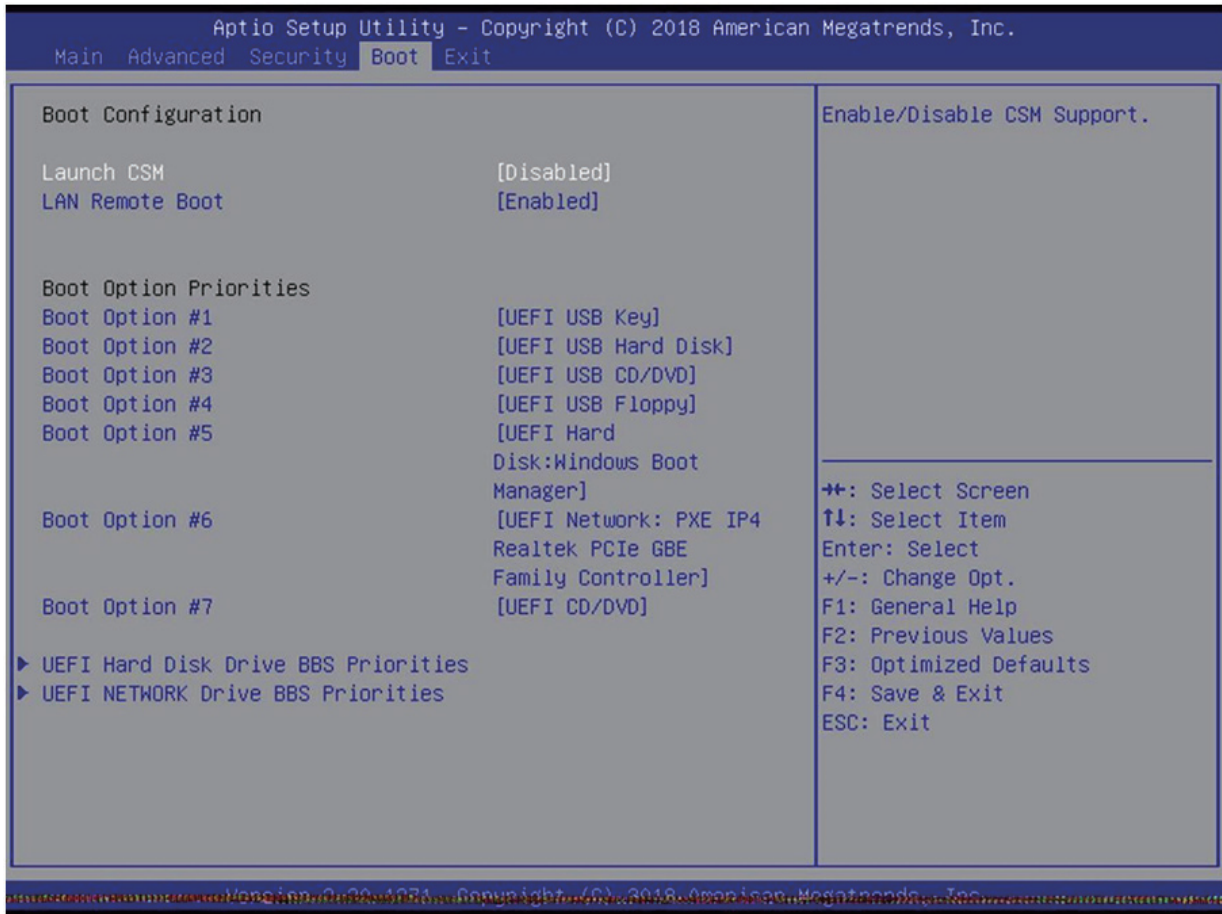 Aptio Setup Utility – Copyright (C) 2018 American Megatrends, Inc.
Main Advanced Security Boot Exit
Boot Configuration
Launch CSM [Disabled]
LAN Remote Boot [Enabled]
Boot Option Priorities
Boot Option #1 [UEFI USB Key]
Boot Option #2 [UEFI USB Hard Disk]
Boot Option #3 [UEFI USB CD/DVD]
Boot Option #4 [UEFI USB Floppy]
Boot Option #5 [UEFI Hard
Disk:Windows Boot
Manager]
Boot Option #6 [UEFI Network: PXE IP4
Realtek PCIe GBE
Family Controller]
Boot Option #7 [UEFI CD/DVD]
UEFI Hard Disk Drive BBS Priorities
UEFI NETWORK Drive BBS Priorities
Enable/Disable CSM Support.
→←: Select Screen
↑↓: Select Item
Enter: Select
+/-: Change Opt.
F1: General Help
F2: Previous Values
F3: Optimized Defaults
F4: Save & Exit
ESC: Exit
Version Copyright (C) American Megatrends, Inc.